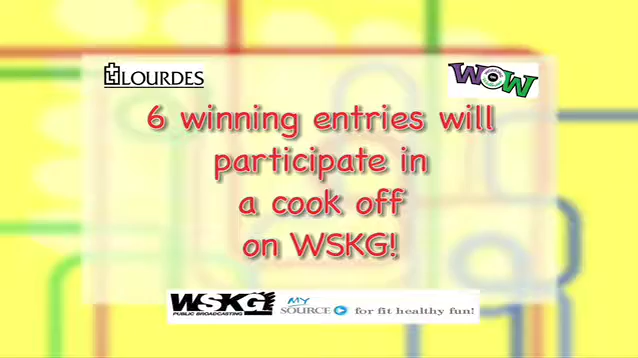 LOURDES
WOW
6 winning entries will
participate in
a cook off
on WSKG!
WSKG
PUBLIC BROADCASTING
MY
SOURCE
for fit healthy fun!